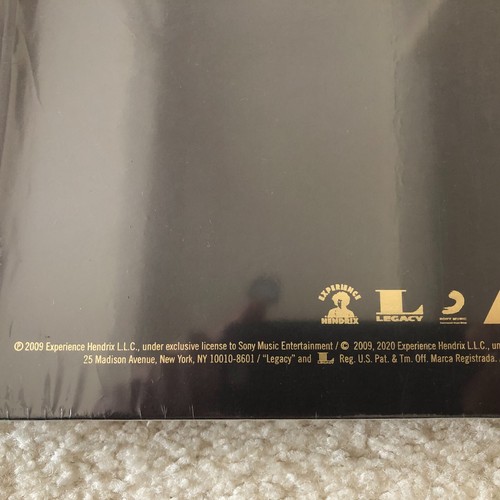 EXPERIENCE
HENDRIX
L
LEGACY
SONY MUSIC
℗ 2009 Experience Hendrix L.L.C., under exclusive license to Sony Music Entertainment / © 2009, 2020 Experience Hendrix L.L.C., un
25 Madison Avenue, New York, NY 10010-8601 / "Legacy" and L Reg. U.S. Pat. & Tm. Off. Marca Registrada.